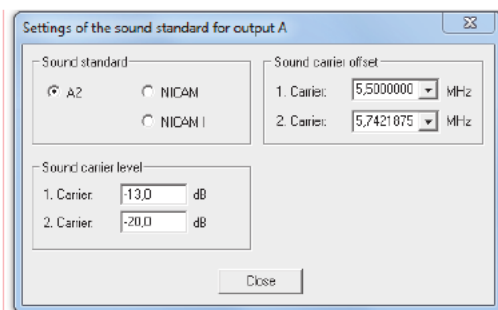 Settings of the sound standard for output A
Sound standard
A2
NICAM
NICAM I
Sound carrier offset
1. Carrier: 5,5000000 MHz
2. Carrier: 5,7421875 MHz
Sound carrier level
1. Carrier: -13,0 dB
2. Carrier: -20,0 dB
Close